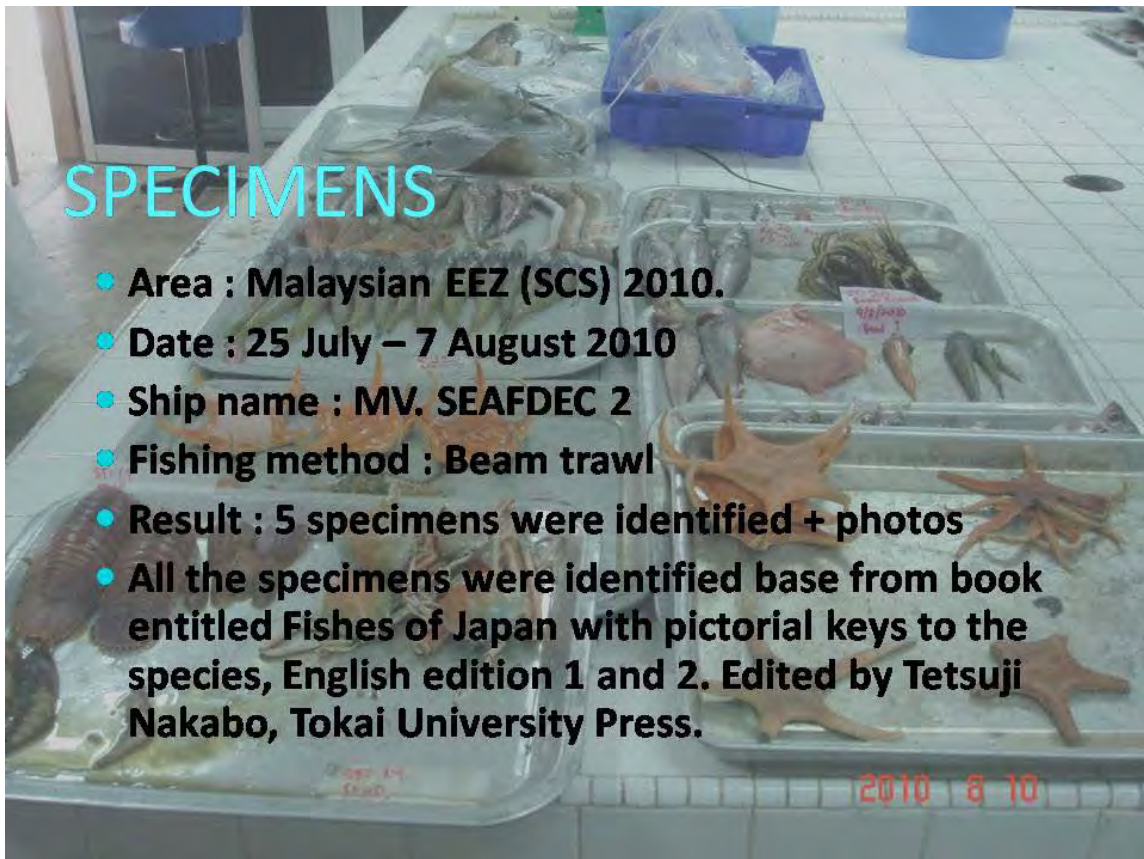 SPECIMENS
Area : Malaysian EEZ (SCS) 2010.
Date : 25 July – 7 August 2010
Ship name : MV. SEAFDEC 2
Fishing method : Beam trawl
Result : 5 specimens were identified + photos
All the specimens were identified base from book
entitled Fishes of Japan with pictorial keys to the
species, English edition 1 and 2. Edited by Tetsuji
Nakabo, Tokai University Press.
2010 8 10